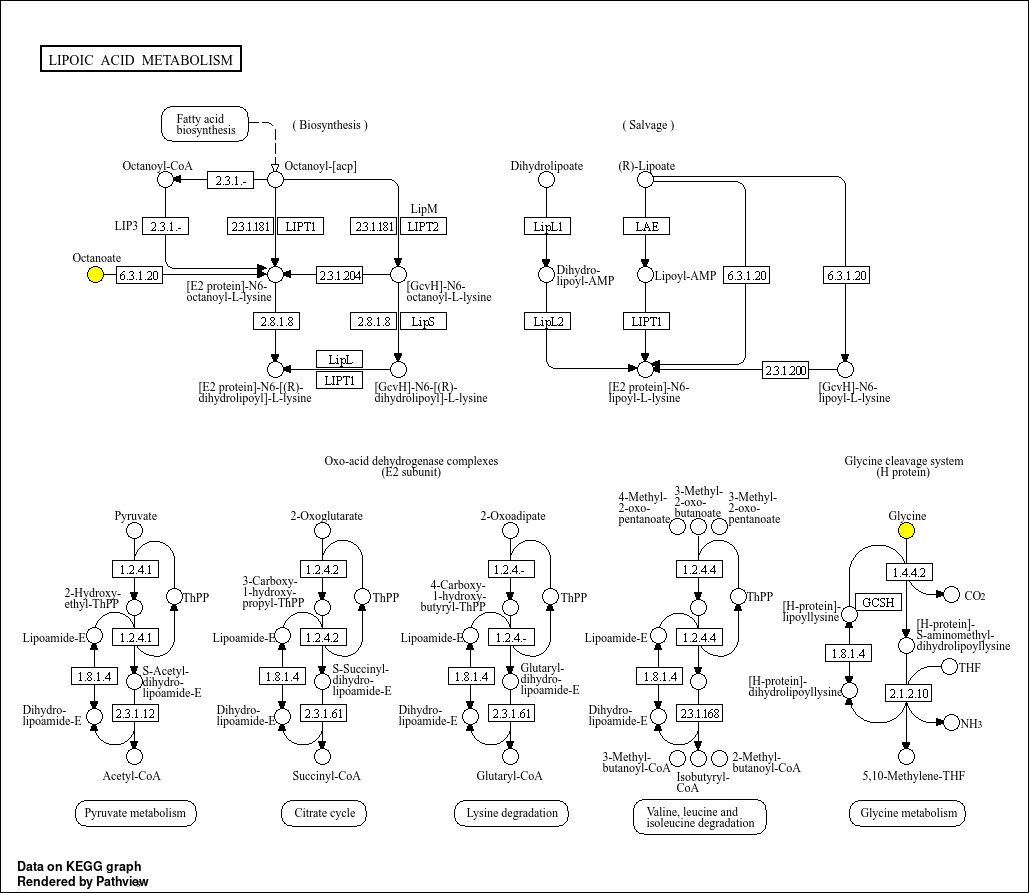 LIPOIC ACID METABOLISM
Fatty acid
biosynthesis
( Biosynthesis )
( Salvage )
Octanoyl-CoA
Octanoyl-[acp]
Dihydrolipoate
(R)-Lipoate
2.3.1.-
LipM
LIP3
2.3.1.-
2.3.1.181
LIPT1
2.3.1.181
LIPT2
LipL1
LAE
Octanoate
6.3.1.20
2.3.1.204
Dihydro-
lipoyl-AMP
Lipoyl-AMP
6.3.1.20
6.3.1.20
[E2 protein]-N6-
octanoyl-L-lysine
[GcvH]-N6-
octanoyl-L-lysine
2.8.1.8
2.8.1.8
LipS
LipL2
LIPT1
LipL
LIPT1
2.3.1.200
[E2 protein]-N6-[(R)-
dihydrolipoyl]-L-lysine
[GcvH]-N6-[(R)-
dihydrolipoyl]-L-lysine
[E2 protein]-N6-
lipoyl-L-lysine
[GcvH]-N6-
lipoyl-L-lysine
Oxo-acid dehydrogenase complexes
(E2 subunit)
Glycine cleavage system
(H protein)
Pyruvate
1.2.4.1
2-Hydroxy-
ethyl-ThPP
ThPP
Lipoamide-E
1.2.4.1
1.8.1.4
S-Acetyl-
dihydro-
lipoamide-E
Dihydro-
lipoamide-E
2.3.1.12
Acetyl-CoA
Pyruvate metabolism
2-Oxoglutarate
1.2.4.2
3-Carboxy-
1-hydroxy-
propyl-ThPP
ThPP
Lipoamide-E
1.2.4.2
1.8.1.4
S-Succinyl-
dihydro-
lipoamide-E
Dihydro-
lipoamide-E
2.3.1.61
Succinyl-CoA
Citrate cycle
2-Oxoadipate
1.2.4.-
4-Carboxy-
1-hydroxy-
butyryl-ThPP
ThPP
Lipoamide-E
1.2.4.-
1.8.1.4
Glutaryl-
dihydro-
lipoamide-E
Dihydro-
lipoamide-E
2.3.1.61
Glutaryl-CoA
Lysine degradation
4-Methyl-
2-oxo-
pentanoate
3-Methyl-
2-oxo-
butanoate
3-Methyl-
2-oxo-
pentanoate
1.2.4.4
ThPP
Lipoamide-E
1.2.4.4
1.8.1.4
Dihydro-
lipoamide-E
2.3.1.168
3-Methyl-
butanoyl-CoA
Isobutyryl-
CoA
2-Methyl-
butanoyl-CoA
Valine, leucine and
isoleucine degradation
Glycine
1.4.4.2
CO2
GCSH
[H-protein]-
lipoyllysine
[H-protein]-
S-aminomethyl-
dihydrolipoyllysine
1.8.1.4
THF
[H-protein]-
dihydrolipoyllysine
2.1.2.10
NH3
5,10-Methylene-THF
Glycine metabolism
Data on KEGG graph
Rendered by Pathview